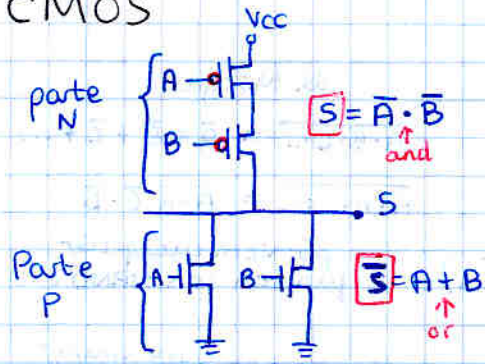 CMOS
Vcc
parte
N
A
B
S = A̅ · B̅
and
S
Parte
P
A
B
S̅ = A + B
or